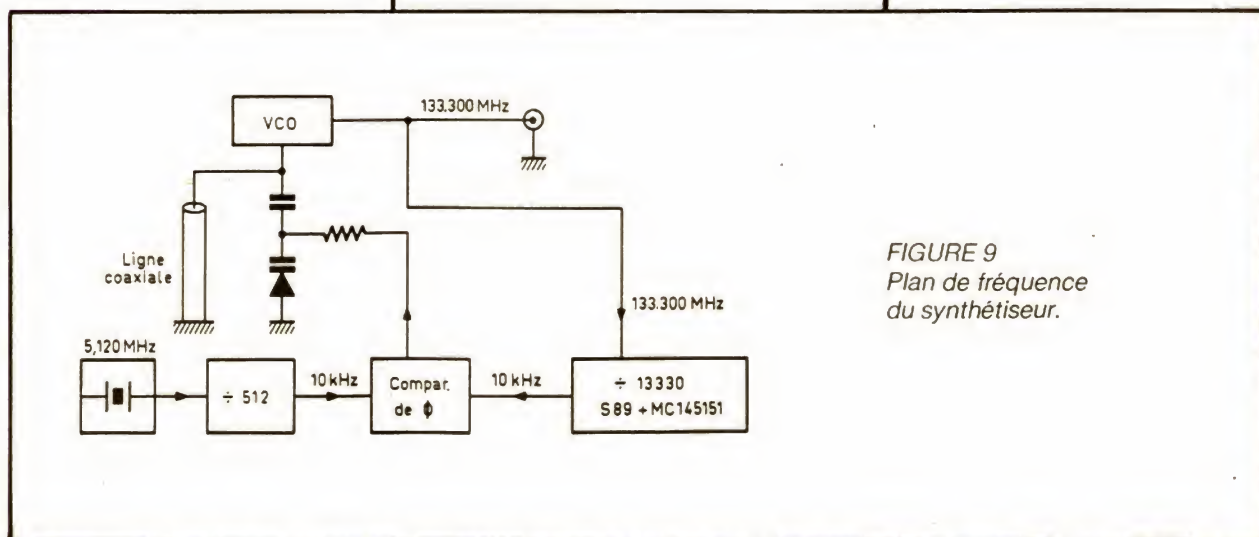 VCO
133.300 MHz
Ligne
coaxiale
133.300 MHz
5,120 MHz
÷ 512
10 kHz
Compar.
de ϕ
10 kHz
÷ 13330
S89 + MC145151
FIGURE 9
Plan de fréquence
du synthétiseur.